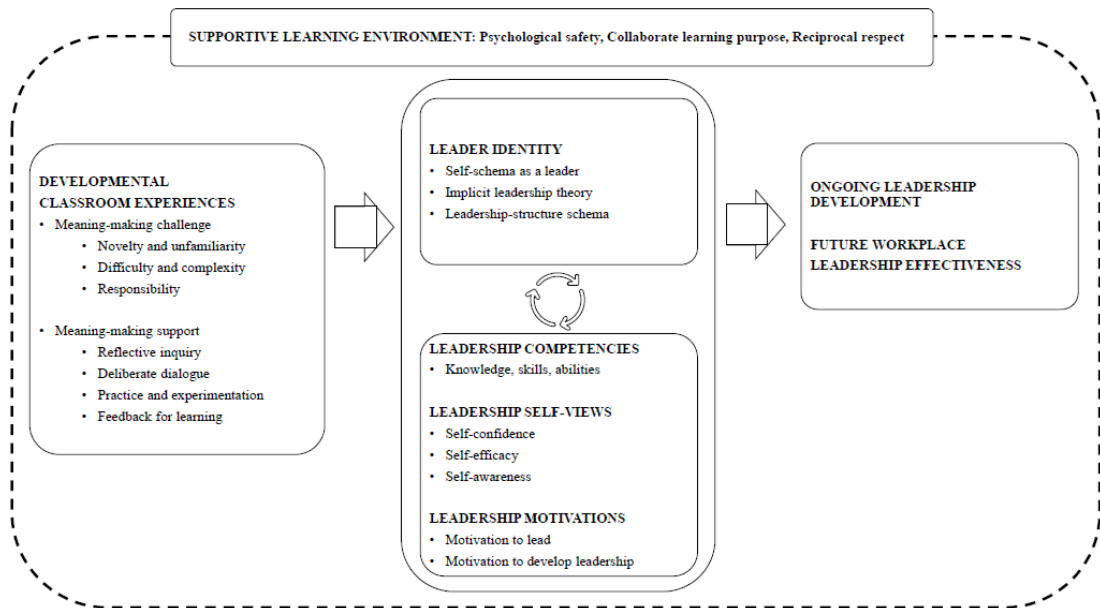 SUPPORTIVE LEARNING ENVIRONMENT: Psychological safety, Collaborate learning purpose, Reciprocal respect
DEVELOPMENTAL
CLASSROOM EXPERIENCES
• Meaning-making challenge
• Novelty and unfamiliarity
• Difficulty and complexity
• Responsibility
• Meaning-making support
• Reflective inquiry
• Deliberate dialogue
• Practice and experimentation
• Feedback for learning
LEADER IDENTITY
• Self-schema as a leader
• Implicit leadership theory
• Leadership-structure schema
LEADERSHIP COMPETENCIES
• Knowledge, skills, abilities
LEADERSHIP SELF-VIEWS
• Self-confidence
• Self-efficacy
• Self-awareness
LEADERSHIP MOTIVATIONS
• Motivation to lead
• Motivation to develop leadership
ONGOING LEADERSHIP
DEVELOPMENT
FUTURE WORKPLACE
LEADERSHIP EFFECTIVENESS